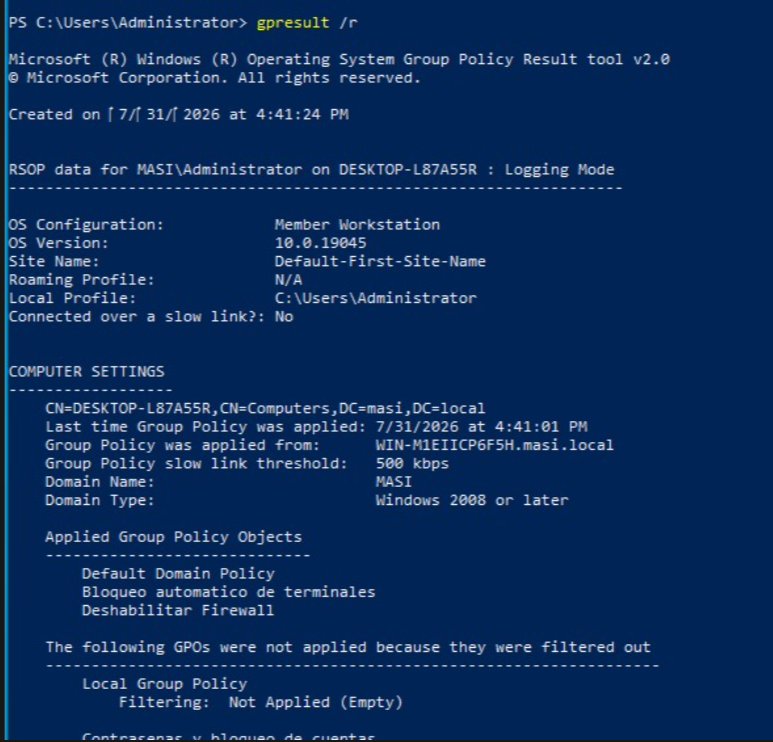 PS C:\Users\Administrator> gpresult /r
Microsoft (R) Windows (R) Operating System Group Policy Result tool v2.0
© Microsoft Corporation. All rights reserved.
Created on 7/ 31/ 2026 at 4:41:24 PM
RSOP data for MASI\Administrator on DESKTOP-L87A55R : Logging Mode
-------------------------------------------------------------------
OS Configuration:            Member Workstation
OS Version:                  10.0.19045
Site Name:                   Default-First-Site-Name
Roaming Profile:             N/A
Local Profile:               C:\Users\Administrator
Connected over a slow link?: No
COMPUTER SETTINGS
------------------
CN=DESKTOP-L87A55R,CN=Computers,DC=masi,DC=local
Last time Group Policy was applied: 7/31/2026 at 4:41:01 PM
Group Policy was applied from:      WIN-M1EIICP6F5H.masi.local
Group Policy slow link threshold:   500 kbps
Domain Name:                        MASI
Domain Type:                        Windows 2008 or later
Applied Group Policy Objects
-----------------------------
Default Domain Policy
Bloqueo automatico de terminales
Deshabilitar Firewall
The following GPOs were not applied because they were filtered out
-------------------------------------------------------------------
Local Group Policy
Filtering:  Not Applied (Empty)
Contrasenas y bloqueo de cuentas